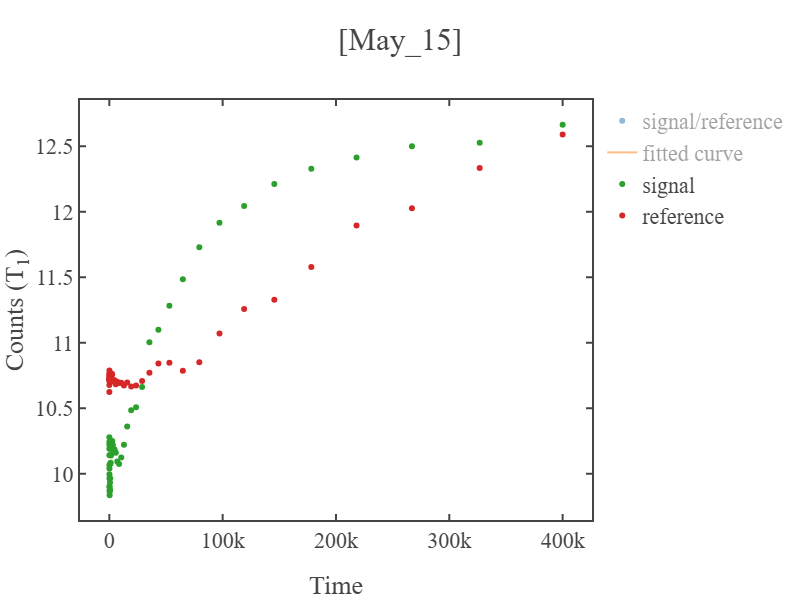 [May_15]
signal/reference
fitted curve
signal
reference
Counts (T1)
12.5
12
11.5
11
10.5
10
0
100k
200k
300k
400k
Time